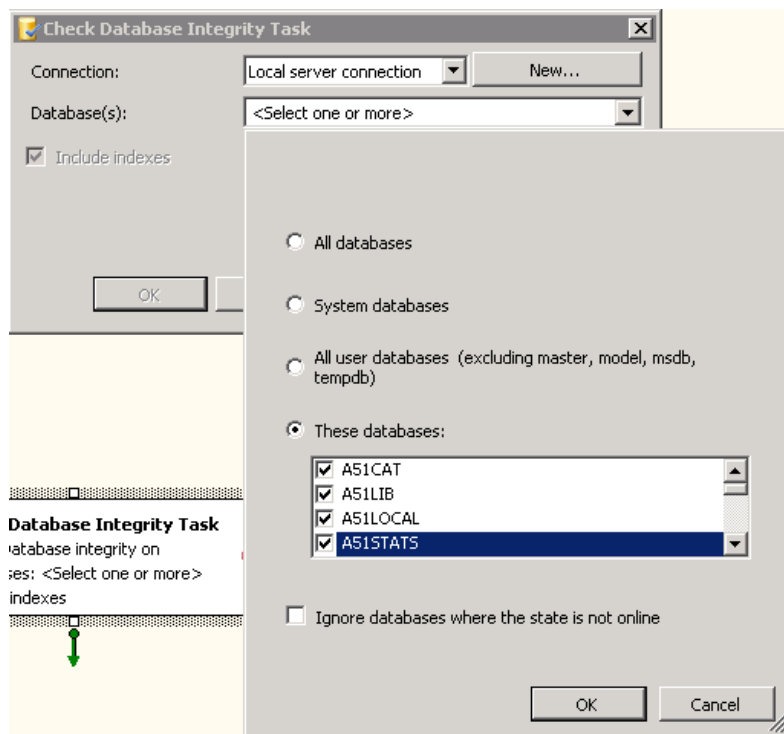 Check Database Integrity Task
Connection:
Local server connection
New...
Database(s):
<Select one or more>
Include indexes
OK
All databases
System databases
All user databases (excluding master, model, msdb,
tempdb)
These databases:
A51CAT
A51LIB
A51LOCAL
A51STATS
Ignore databases where the state is not online
OK
Cancel
Database Integrity Task
atabase integrity on
ses: <Select one or more>
indexes